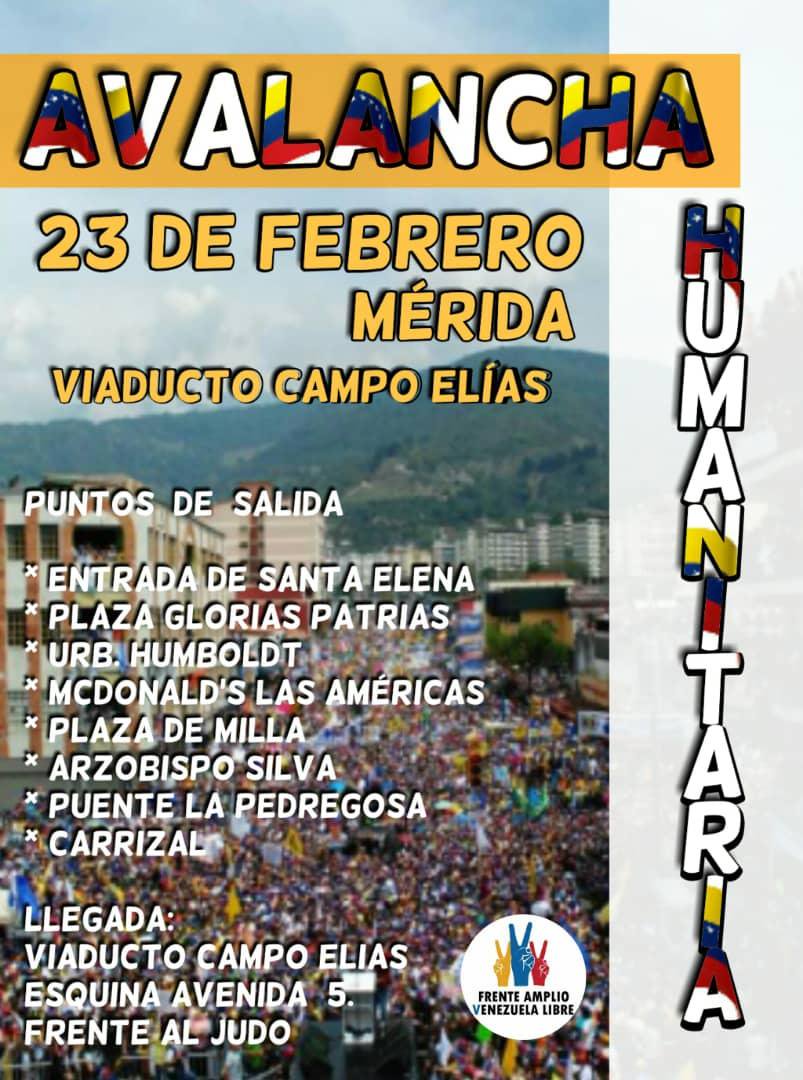 AVALANCHA
HUMANITARIA
23 DE FEBRERO
MÉRIDA
VIADUCTO CAMPO ELÍAS
PUNTOS DE SALIDA
* ENTRADA DE SANTA ELENA
* PLAZA GLORIAS PATRIAS
* URB. HUMBOLDT
* MCDONALD'S LAS AMÉRICAS
* PLAZA DE MILLA
* ARZOBISPO SILVA
* PUENTE LA PEDREGOSA
* CARRIZAL
LLEGADA:
VIADUCTO CAMPO ELIAS
ESQUINA AVENIDA 5.
FRENTE AL JUDO
FRENTE AMPLIO
VENEZUELA LIBRE